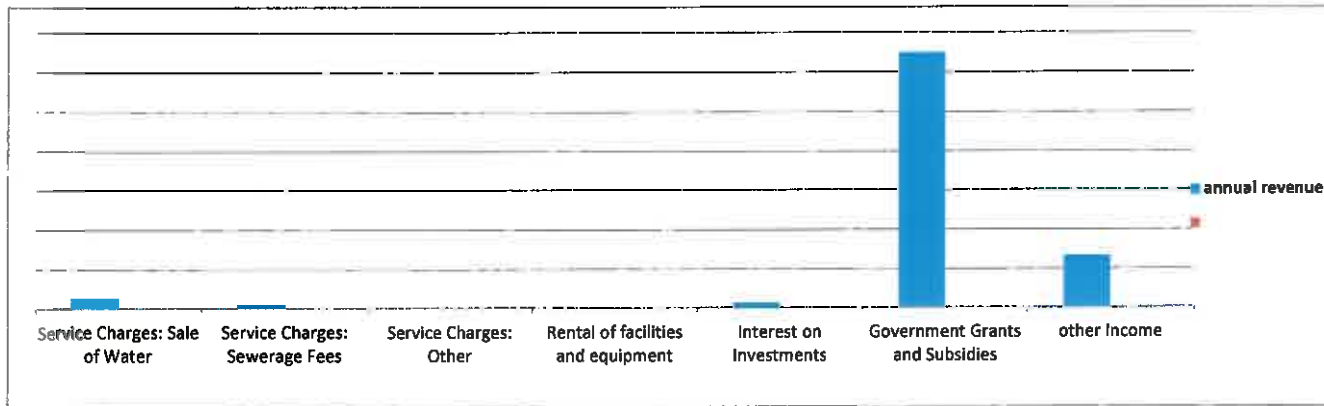 annual revenue
Service Charges: Sale
of Water
Service Charges:
Sewerage Fees
Service Charges:
Other
Rental of facilities
and equipment
Interest on
Investments
Government Grants
and Subsidies
other Income